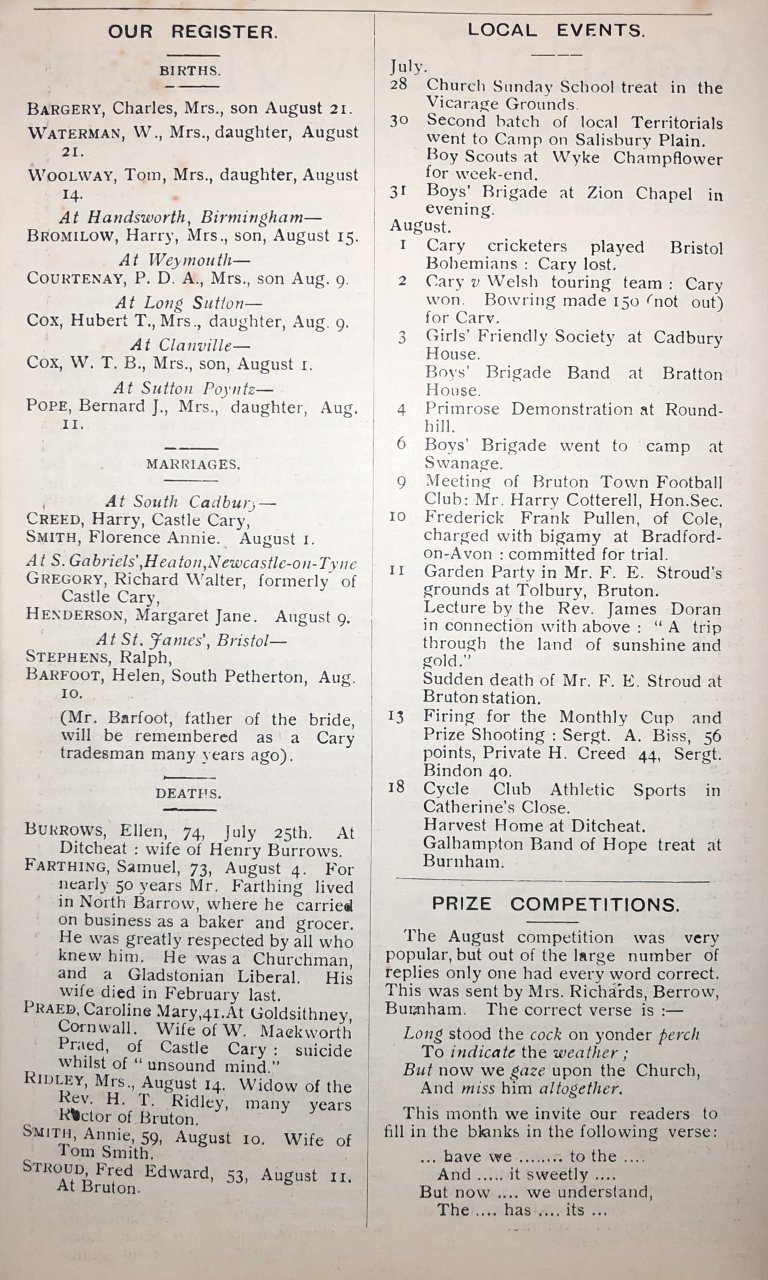 OUR REGISTER.
BIRTHS.
BARGERY, Charles, Mrs., son August 21.
WATERMAN, W., Mrs., daughter, August
21.
WOOLWAY, Tom, Mrs., daughter, August
14.
At Handsworth, Birmingham—
BROMILOW, Harry, Mrs., son, August 15.
At Weymouth—
COURTENAY, P. D. A., Mrs., son Aug. 9.
At Long Sutton—
COX, Hubert T., Mrs., daughter, Aug. 9.
At Clanville—
COX, W. T. B., Mrs., son, August 1.
At Sutton Poyntz—
POPE, Bernard J., Mrs., daughter, Aug.
11.
MARRIAGES.
At South Cadbury—
CREED, Harry, Castle Cary,
SMITH, Florence Annie. August 1.
At S. Gabriels', Heaton, Newcastle-on-Tyne
GREGORY, Richard Walter, formerly of
Castle Cary,
HENDERSON, Margaret Jane. August 9.
At St. James', Bristol—
STEPHENS, Ralph,
BARFOOT, Helen, South Petherton, Aug.
10.
(Mr. Barfoot, father of the bride,
will be remembered as a Cary
tradesman many years ago).
DEATHS.
BURROWS, Ellen, 74, July 25th. At
Ditcheat : wife of Henry Burrows.
FARTHING, Samuel, 73, August 4. For
nearly 50 years Mr. Farthing lived
in North Barrow, where he carried
on business as a baker and grocer.
He was greatly respected by all who
knew him. He was a Churchman,
and a Gladstonian Liberal. His
wife died in February last.
PRAED, Caroline Mary, 41. At Goldsithney,
Cornwall. Wife of W. Mackworth
Praed, of Castle Cary : suicide
whilst of "unsound mind."
RIDLEY, Mrs., August 14. Widow of the
Rev. H. T. Ridley, many years
Rector of Bruton.
SMITH, Annie, 59, August 10. Wife of
Tom Smith.
STROUD, Fred Edward, 53, August 11.
At Bruton.
LOCAL EVENTS.
July.
28 Church Sunday School treat in the
Vicarage Grounds.
30 Second batch of local Territorials
went to Camp on Salisbury Plain.
Boy Scouts at Wyke Champflower
for week-end.
31 Boys' Brigade at Zion Chapel in
evening.
August.
1 Cary cricketers played Bristol
Bohemians : Cary lost.
2 Cary v Welsh touring team : Cary
won. Bowring made 150 (not out)
for Cary.
3 Girls' Friendly Society at Cadbury
House.
Boys' Brigade Band at Bratton
House.
4 Primrose Demonstration at Round-
hill.
6 Boys' Brigade went to camp at
Swanage.
9 Meeting of Bruton Town Football
Club: Mr. Harry Cotterell, Hon. Sec.
10 Frederick Frank Pullen, of Cole,
charged with bigamy at Bradford-
on-Avon : committed for trial.
11 Garden Party in Mr. F. E. Stroud's
grounds at Tolbury, Bruton.
Lecture by the Rev. James Doran
in connection with above : "A trip
through the land of sunshine and
gold."
Sudden death of Mr. F. E. Stroud at
Bruton station.
13 Firing for the Monthly Cup and
Prize Shooting : Sergt. A. Biss, 56
points, Private H. Creed 44, Sergt.
Bindon 40.
18 Cycle Club Athletic Sports in
Catherine's Close.
Harvest Home at Ditcheat.
Galhampton Band of Hope treat at
Burnham.
PRIZE COMPETITIONS.
The August competition was very
popular, but out of the large number of
replies only one had every word correct.
This was sent by Mrs. Richards, Berrow,
Burnham. The correct verse is :—
Long stood the cock on yonder perch
To indicate the weather ;
But now we gaze upon the Church,
And miss him altogether.
This month we invite our readers to
fill in the blanks in the following verse:
... have we ........ to the ....
And ..... it sweetly ....
But now .... we understand,
The .... has .... its ...